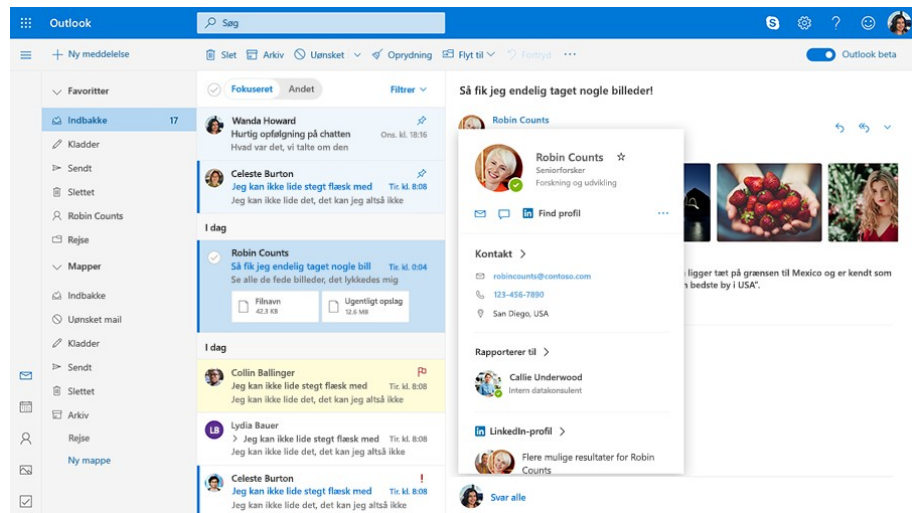 Outlook
Søg
Ny meddelelse
Slet
Arkiv
Uønsket
Oprydning
Flyt til
Fortryd
Outlook beta
Favoritter
Indbakke 17
Kladder
Sendt
Slettet
Robin Counts
Rejse
Mapper
Indbakke
Uønsket mail
Kladder
Sendt
Slettet
Arkiv
Rejse
Ny mappe
Fokuseret Andet Filtrer
Wanda Howard
Hurtig opfølgning på chatten Ons. kl. 18:16
Hvad var det, vi talte om den
Celeste Burton
Jeg kan ikke lide stegt flæsk med Tir. kl. 8:08
Jeg kan ikke lide det, det kan jeg altså ikke
I dag
Robin Counts
Så fik jeg endelig taget nogle bill Tir. kl. 0:04
Se alle de fede billeder, det lykkedes mig
Filnavn
42.3 KB
Ugentligt opslag
12.6 MB
I dag
Collin Ballinger
Jeg kan ikke lide stegt flæsk med Tir. kl. 8:08
Jeg kan ikke lide det, det kan jeg altså ikke
LB
Lydia Bauer
Jeg kan ikke lide stegt flæsk med Tir. kl. 8:08
Jeg kan ikke lide det, det kan jeg altså ikke
Celeste Burton
Jeg kan ikke lide stegt flæsk med Tir. kl. 8:08
Jeg kan ikke lide det, det kan jeg altså ikke
Så fik jeg endelig taget nogle billeder!
Robin Counts
Robin Counts
Seniorforsker
Forskning og udvikling
in Find profil
Kontakt
robincounts@contoso.com
123-456-7890
San Diego, USA
Rapporterer til
Callie Underwood
Intern datakonsulent
in LinkedIn-profil
Flere mulige resultater for Robin
Counts
ligger tæt på grænsen til Mexico og er kendt som
bedste by i USA".
Svar alle